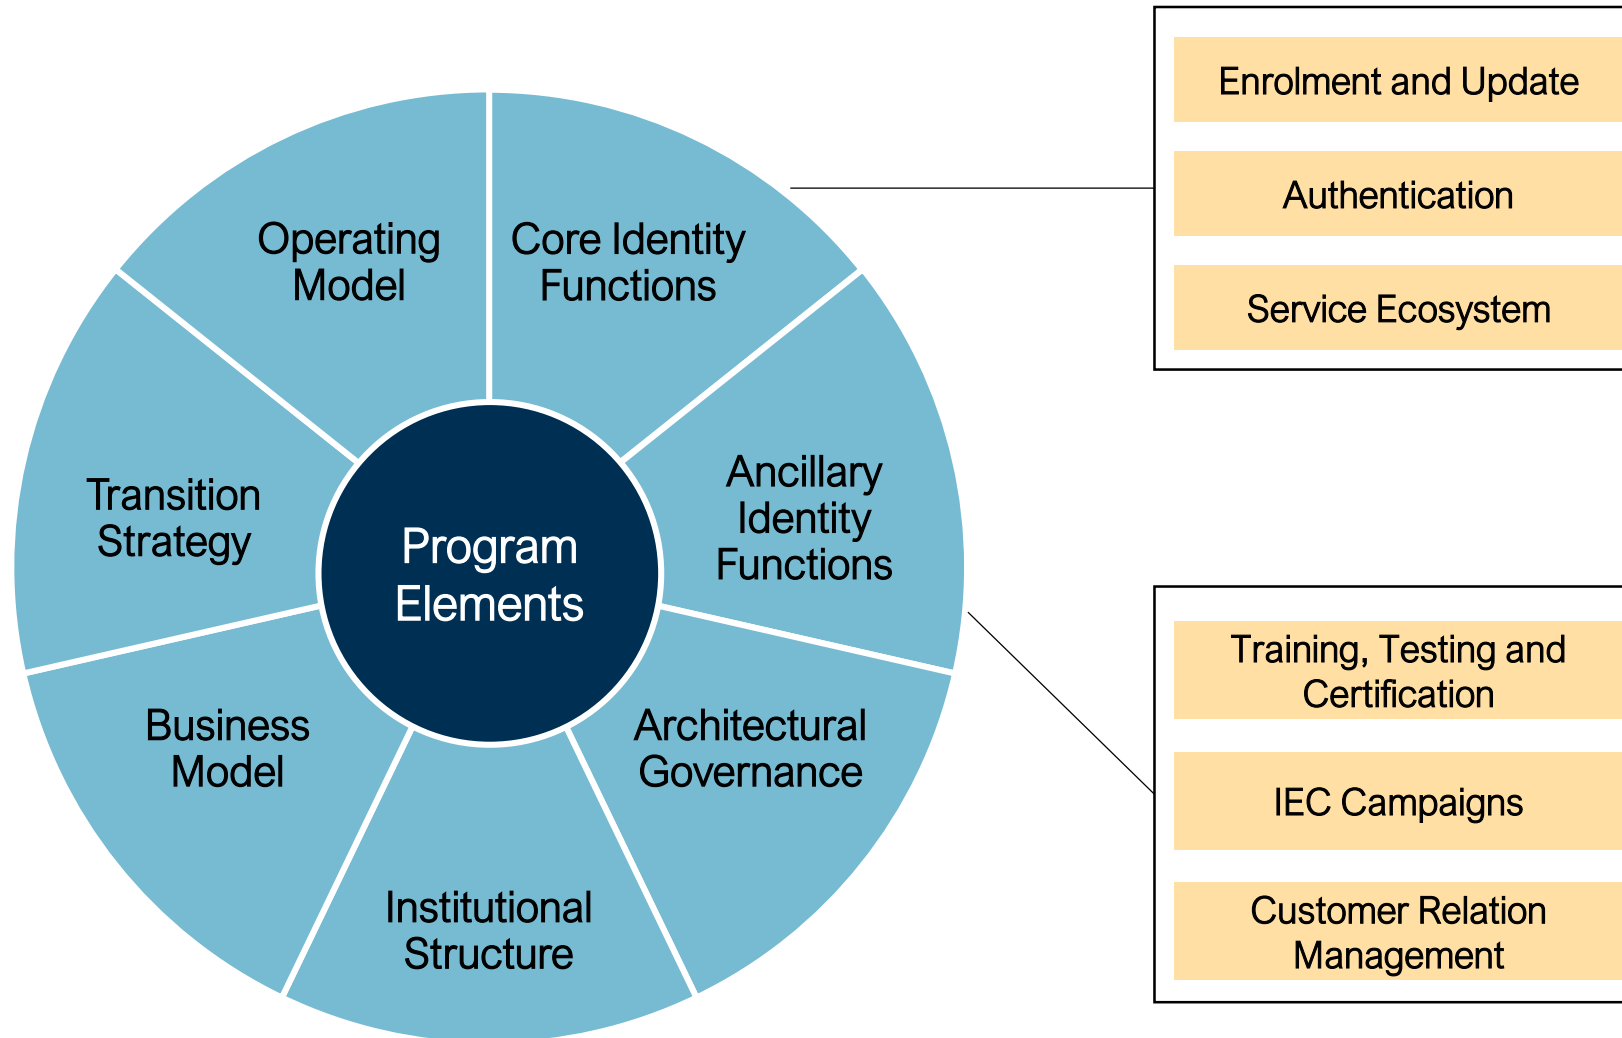 Operating
Model
Core Identity
Functions
Ancillary
Identity
Functions
Architectural
Governance
Institutional
Structure
Business
Model
Transition
Strategy
Program
Elements
Enrolment and Update
Authentication
Service Ecosystem
Training, Testing and
Certification
IEC Campaigns
Customer Relation
Management